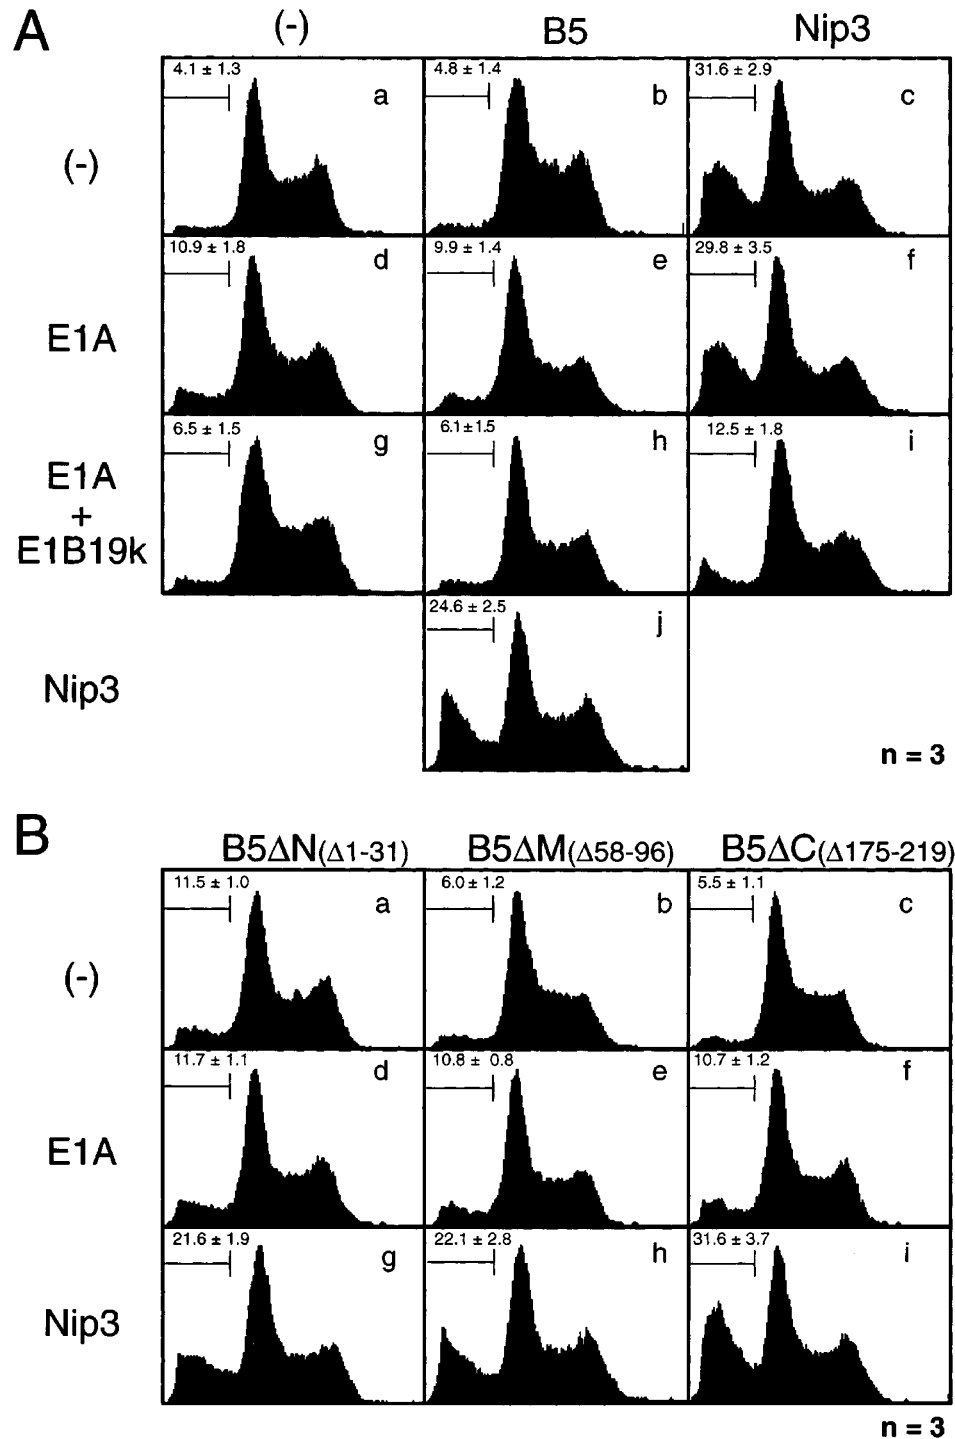 A
(-) B5 Nip3
(-)
4.1 ± 1.3 a
4.8 ± 1.4 b
31.6 ± 2.9 c
E1A
10.9 ± 1.8 d
9.9 ± 1.4 e
29.8 ± 3.5 f
E1A
+
E1B19k
6.5 ± 1.5 g
6.1±1.5 h
12.5 ± 1.8 i
Nip3
24.6 ± 2.5 j
n = 3
B
B5ΔN(Δ1-31) B5ΔM(Δ58-96) B5ΔC(Δ175-219)
(-)
11.5 ± 1.0 a
6.0 ± 1.2 b
5.5 ± 1.1 c
E1A
11.7 ± 1.1 d
10.8 ± 0.8 e
10.7 ± 1.2 f
Nip3
21.6 ± 1.9 g
22.1 ± 2.8 h
31.6 ± 3.7 i
n = 3